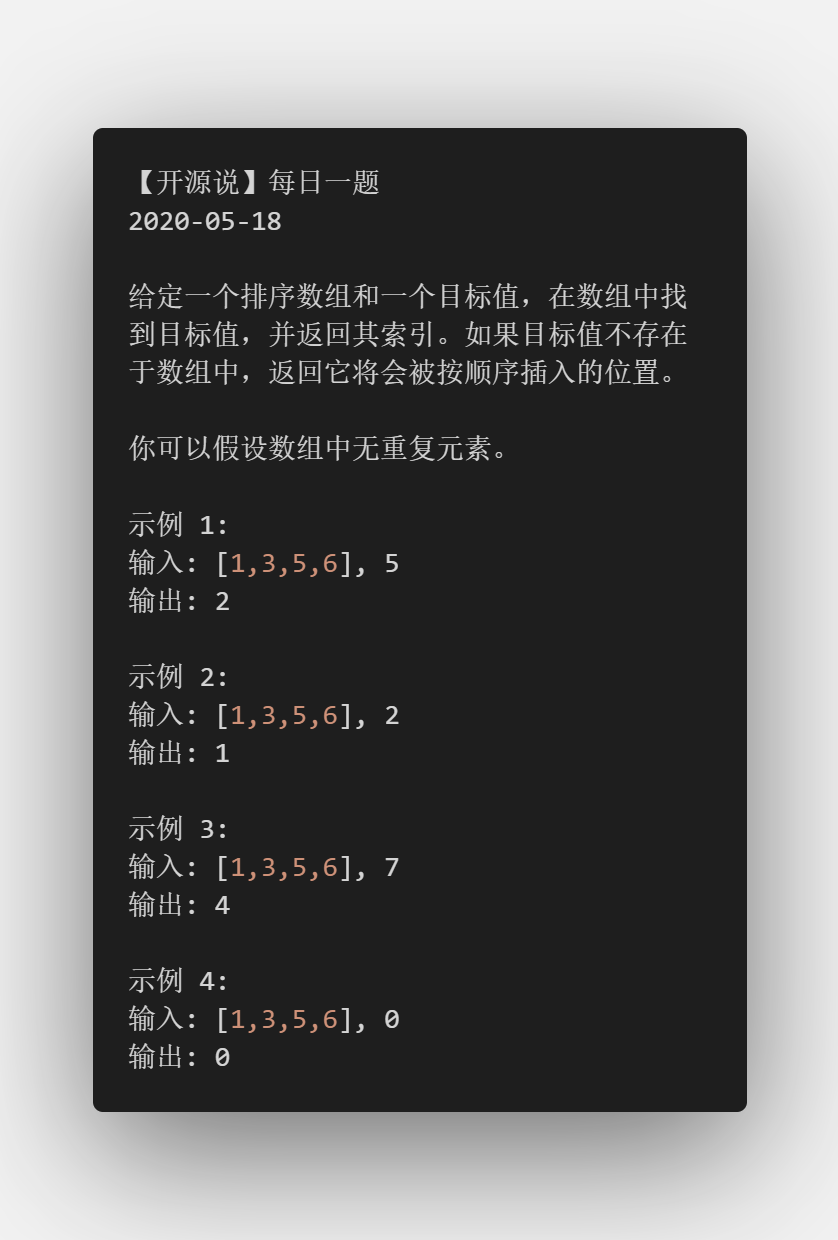 【开源说】每日一题
2020-05-18
给定一个排序数组和一个目标值，在数组中找
到目标值，并返回其索引。如果目标值不存在
于数组中，返回它将会被按顺序插入的位置。
你可以假设数组中无重复元素。
示例 1:
输入: [1,3,5,6], 5
输出: 2
示例 2:
输入: [1,3,5,6], 2
输出: 1
示例 3:
输入: [1,3,5,6], 7
输出: 4
示例 4:
输入: [1,3,5,6], 0
输出: 0